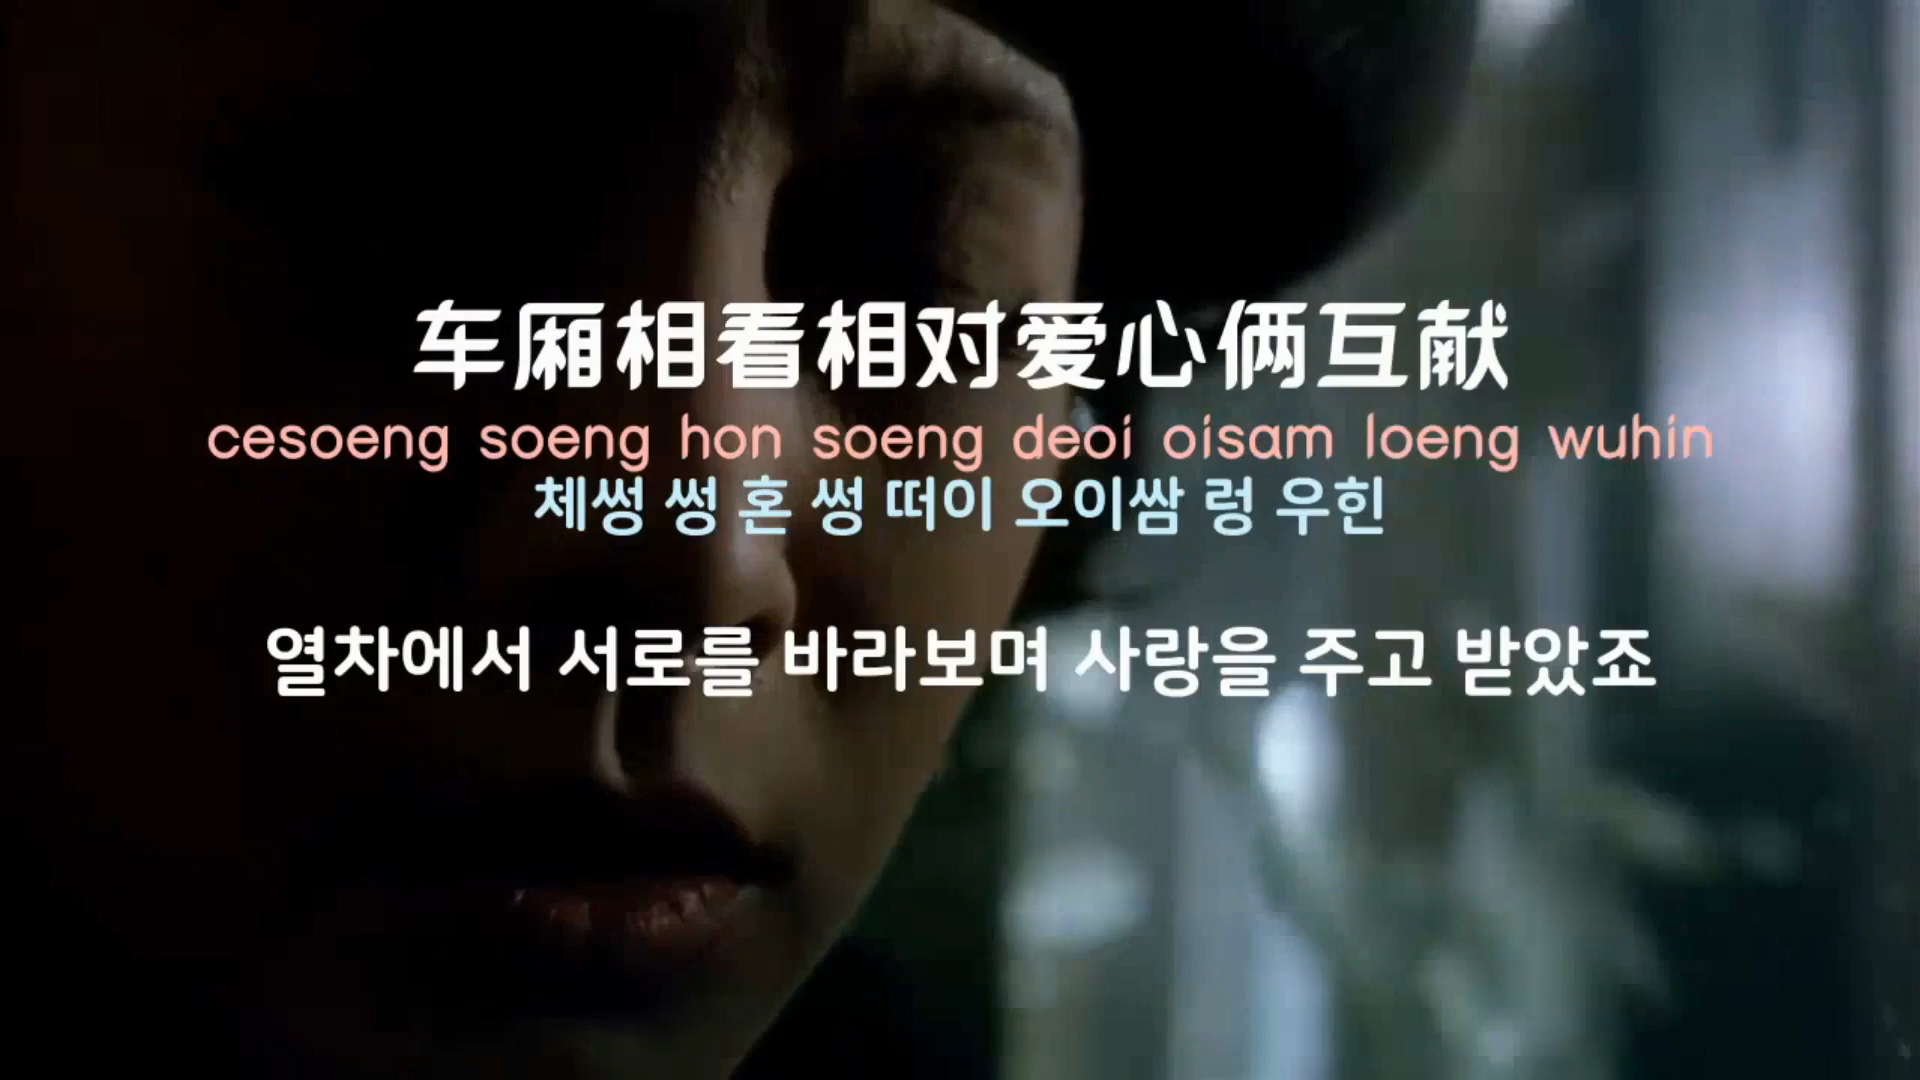 车厢相看相对爱心俩互献
cesoeng soeng hon soeng deoi oisam loeng wuhin
체썽 썽 혼 썽 떠이 오이쌈 렁 우힌
열차에서 서로를 바라보며 사랑을 주고 받았죠